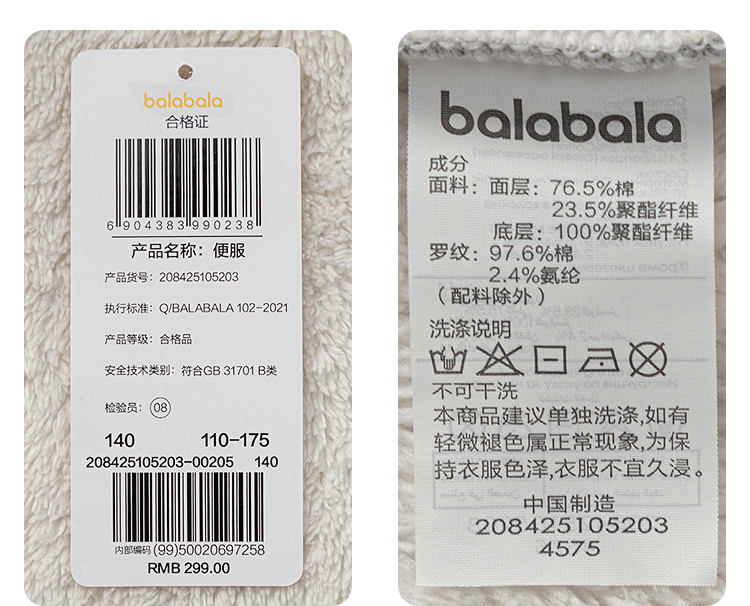 balabala
合格证
6 904383 990238
产品名称：便服
产品货号：208425105203
执行标准：Q/BALABALA 102-2021
产品等级：合格品
安全技术类别：符合GB 31701 B类
检验员：08
140 110-175
208425105203-00205 140
内部编码 (99)50020697258
RMB 299.00
balabala
成分
面料：面层：76.5%棉
23.5%聚酯纤维
底层：100%聚酯纤维
罗纹：97.6%棉
2.4%氨纶
（配料除外）
洗涤说明
不可干洗
本商品建议单独洗涤,如有
轻微褪色属正常现象,为保
持衣服色泽,衣服不宜久浸。
中国制造
208425105203
4575